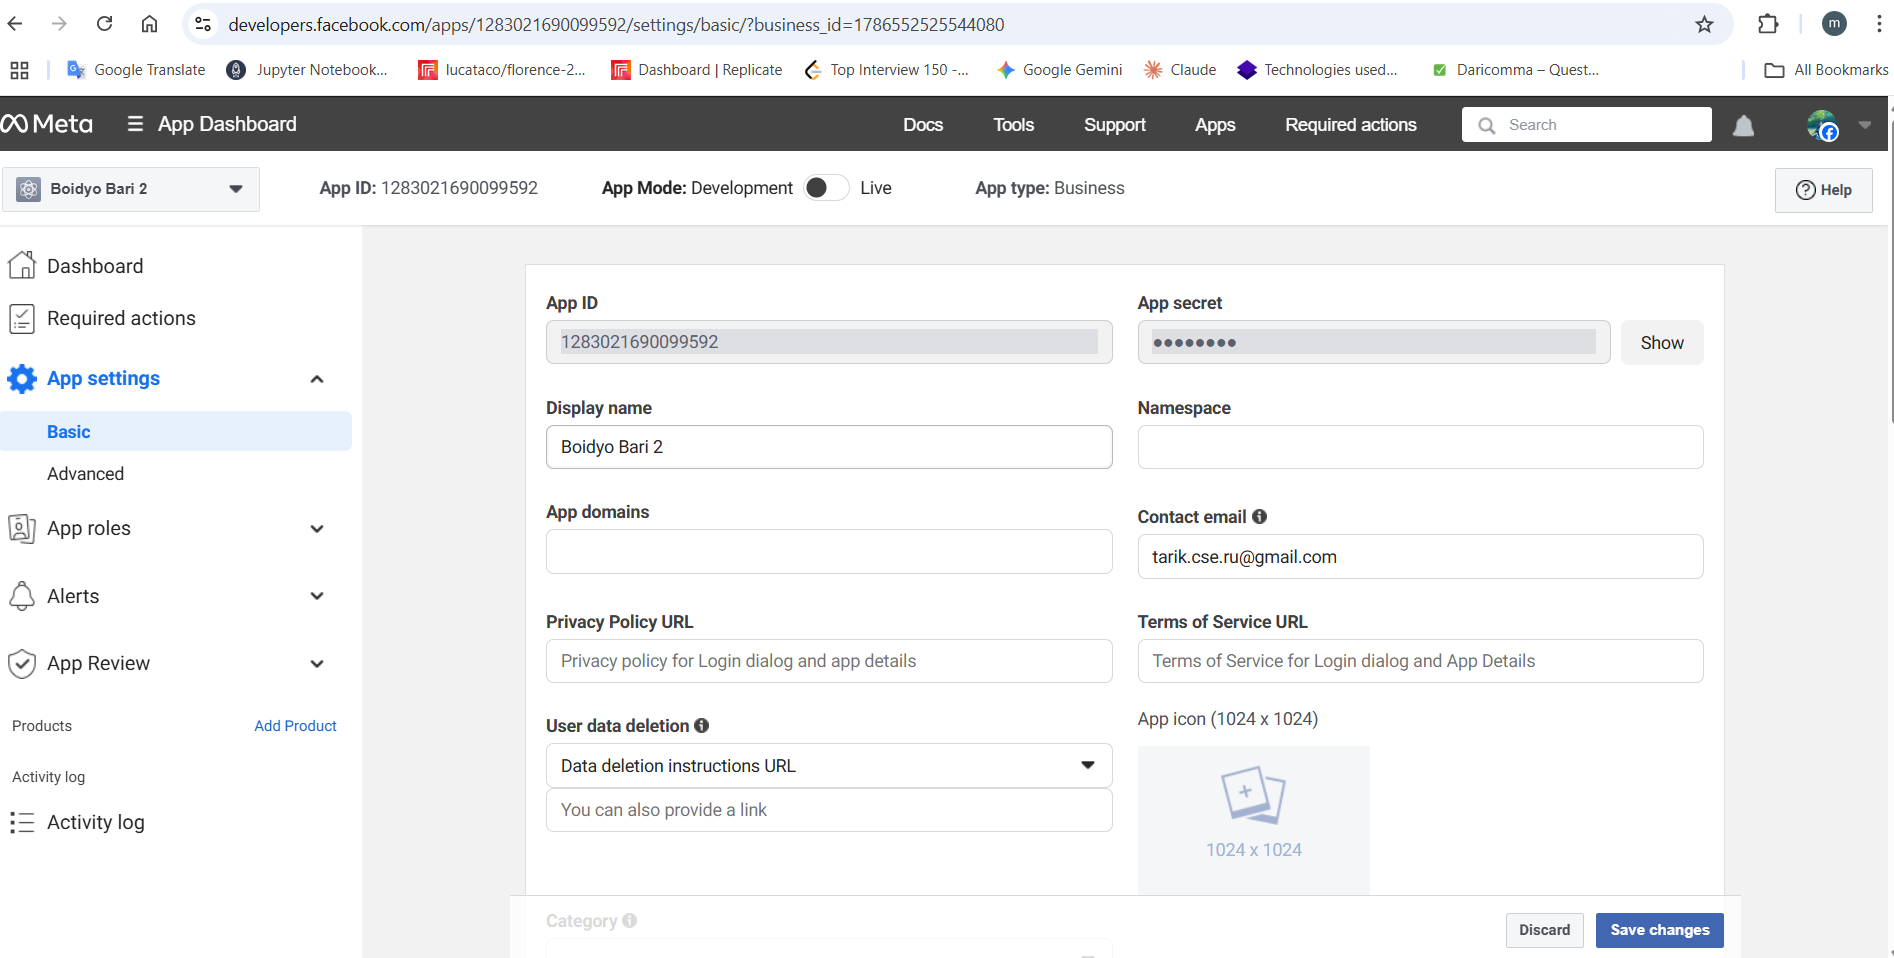 developers.facebook.com/apps/1283021690099592/settings/basic/?business_id=1786552525544080
m
Google Translate
Jupyter Notebook...
lucataco/florence-2...
Dashboard | Replicate
Top Interview 150 -...
Google Gemini
Claude
Technologies used...
Daricomma – Quest...
All Bookmarks
Meta
App Dashboard
Docs
Tools
Support
Apps
Required actions
Search
Boidyo Bari 2
App ID: 1283021690099592
App Mode: Development
Live
App type: Business
Help
Dashboard
Required actions
App settings
Basic
Advanced
App roles
Alerts
App Review
Products
Add Product
Activity log
Activity log
App ID
1283021690099592
App secret
••••••••
Show
Display name
Boidyo Bari 2
Namespace
App domains
Contact email
tarik.cse.ru@gmail.com
Privacy Policy URL
Privacy policy for Login dialog and app details
Terms of Service URL
Terms of Service for Login dialog and App Details
User data deletion
Data deletion instructions URL
You can also provide a link
App icon (1024 x 1024)
1024 x 1024
Category
Discard
Save changes